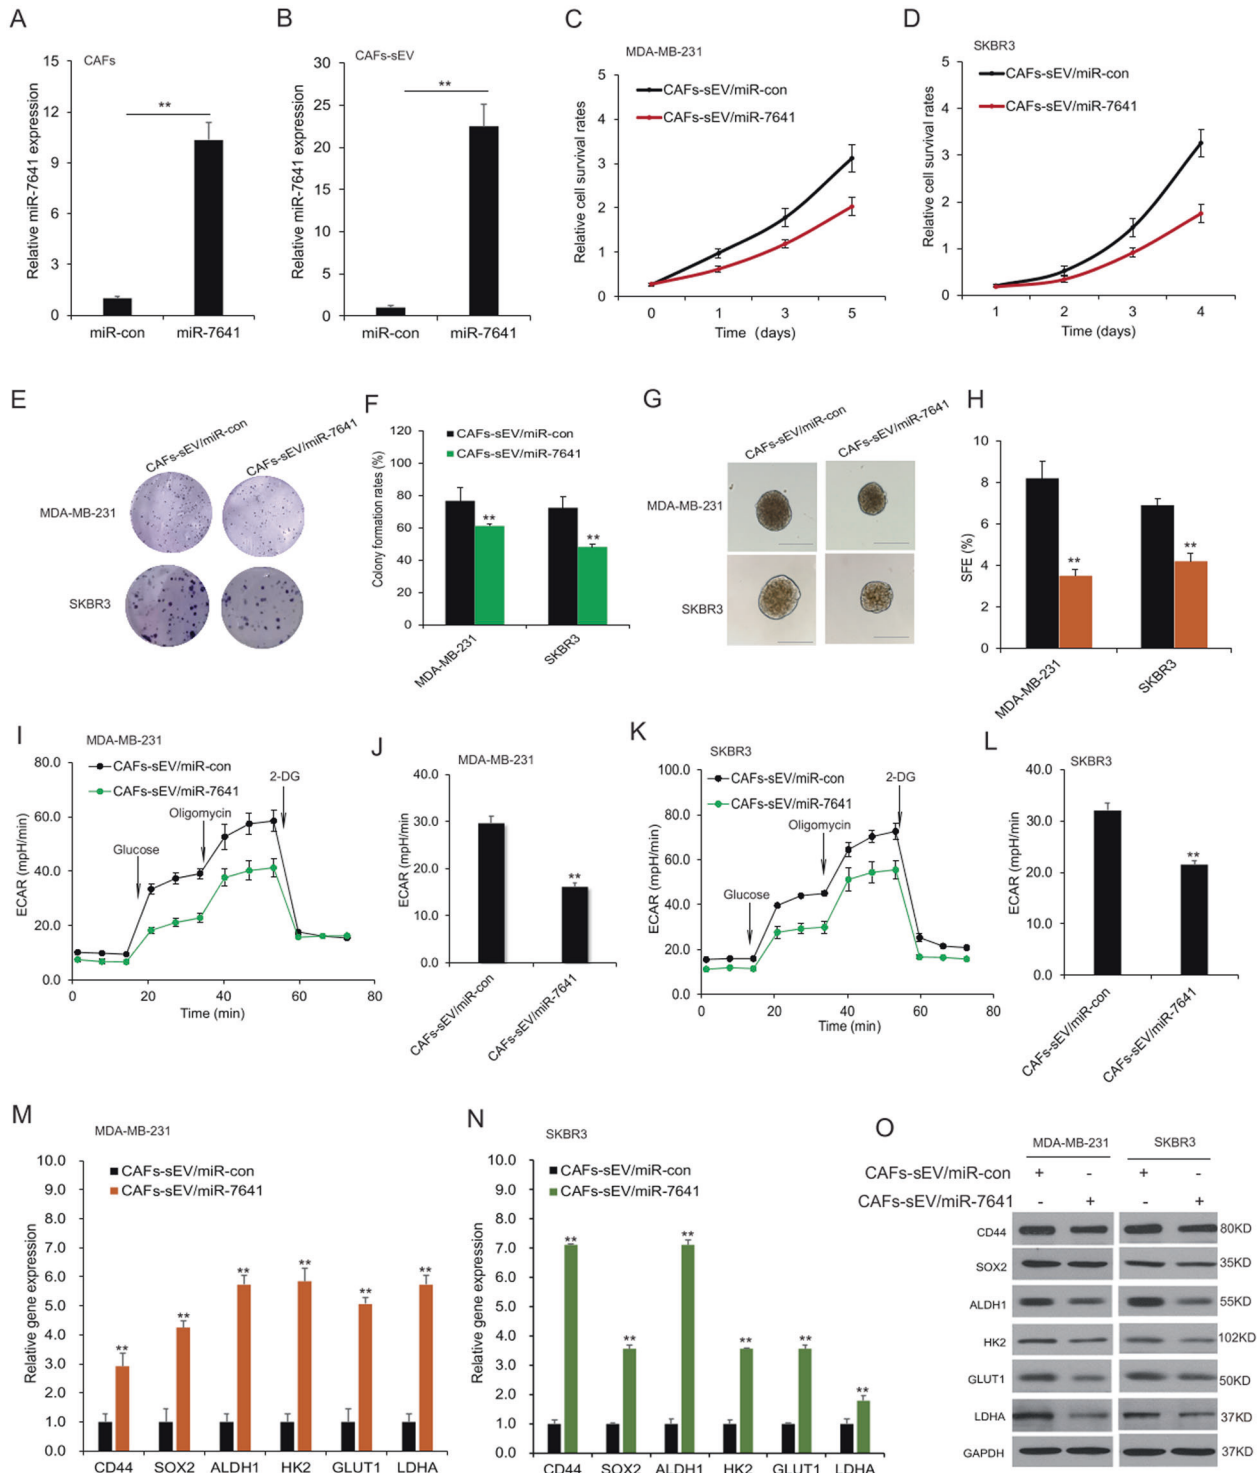 A
CAFs
Relative miR-7641 expression
15
12
9
6
3
0
**
miR-con
miR-7641
B
CAFs-sEV
Relative miR-7641 expression
30
25
20
15
10
5
0
**
miR-con
miR-7641
C
MDA-MB-231
CAFs-sEV/miR-con
CAFs-sEV/miR-7641
Relative cell survival rates
5
4
3
2
1
0
0 1 3 5
Time (days)
D
SKBR3
CAFs-sEV/miR-con
CAFs-sEV/miR-7641
Relative cell survival rates
5
4
3
2
1
0
1 2 3 4
Time (days)
E
CAFs-sEV/miR-con
CAFs-sEV/miR-7641
MDA-MB-231
SKBR3
F
CAFs-sEV/miR-con
CAFs-sEV/miR-7641
Colony formation rates (%)
120
100
80
60
40
20
0
**
**
MDA-MB-231
SKBR3
G
CAFs-sEV/miR-con
CAFs-sEV/miR-7641
MDA-MB-231
SKBR3
H
SFE (%)
10
8
6
4
2
0
**
**
MDA-MB-231
SKBR3
I
MDA-MB-231
CAFs-sEV/miR-con
CAFs-sEV/miR-7641
2-DG
Oligomycin
Glucose
ECAR (mpH/min)
80.0
60.0
40.0
20.0
0.0
0 20 40 60 80
Time (min)
J
MDA-MB-231
ECAR (mpH/min
40.0
30.0
20.0
10.0
0.0
**
CAFs-sEV/miR-con
CAFs-sEV/miR-7641
K
SKBR3
CAFs-sEV/miR-con
CAFs-sEV/miR-7641
2-DG
Oligomycin
Glucose
ECAR (mpH/min)
100.0
80.0
60.0
40.0
20.0
0.0
0 20 40 60 80
Time (min)
L
SKBR3
ECAR (mpH/min
40.0
30.0
20.0
10.0
0.0
**
CAFs-sEV/miR-con
CAFs-sEV/miR-7641
M
MDA-MB-231
CAFs-sEV/miR-con
CAFs-sEV/miR-7641
Relative gene expression
10.0
9.0
8.0
7.0
6.0
5.0
4.0
3.0
2.0
1.0
0.0
** ** ** ** ** **
CD44 SOX2 ALDH1 HK2 GLUT1 LDHA
N
SKBR3
CAFs-sEV/miR-con
CAFs-sEV/miR-7641
Relative gene expression
10.0
9.0
8.0
7.0
6.0
5.0
4.0
3.0
2.0
1.0
0.0
** ** ** ** ** **
CD44 SOX2 ALDH1 HK2 GLUT1 LDHA
O
MDA-MB-231 SKBR3
CAFs-sEV/miR-con + - + -
CAFs-sEV/miR-7641 - + - +
CD44 80KD
SOX2 35KD
ALDH1 55KD
HK2 102KD
GLUT1 50KD
LDHA 37KD
GAPDH 37KD